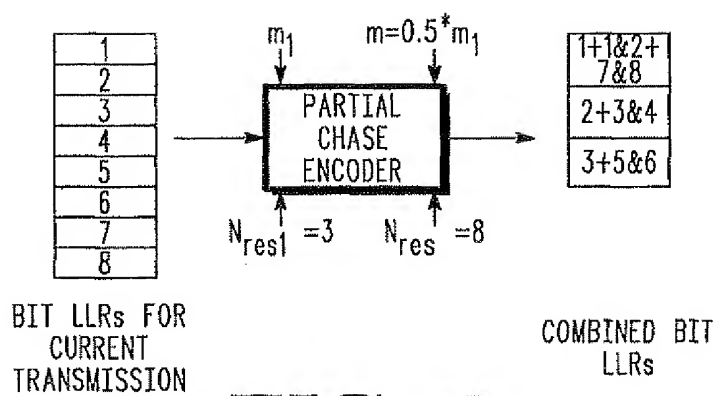 1
2
3
4
5
6
7
8
BIT LLRs FOR
CURRENT
TRANSMISSION
m1
m=0.5*m1
PARTIAL
CHASE
ENCODER
Nres1 =3
Nres =8
1+1&2+
7&8
2+3&4
3+5&6
COMBINED BIT
LLRs